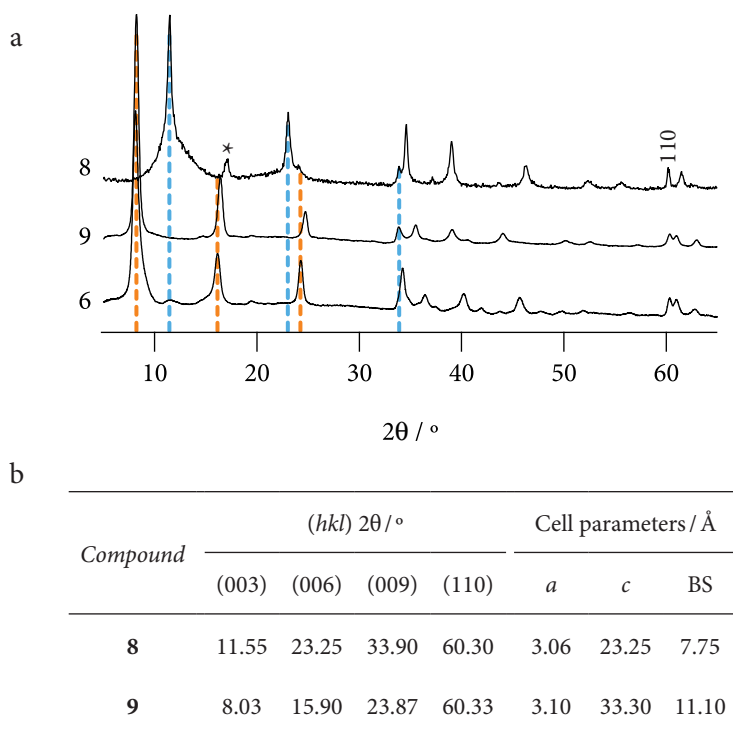 a
*
110
8
9
6
10 20 30 40 50 60
2θ / º
b
(hkl) 2θ / º Cell parameters / Å
Compound
(003) (006) (009) (110) a c BS
8 11.55 23.25 33.90 60.30 3.06 23.25 7.75
9 8.03 15.90 23.87 60.33 3.10 33.30 11.10